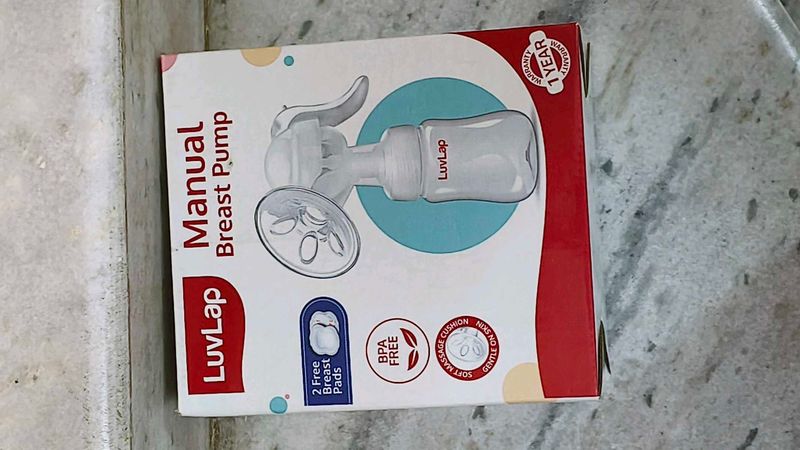 LuvLap
Manual
Breast Pump
LuvLap
2 Free
Breast
Pads
BPA
FREE
SOFT MASSAGE CUSHION
GENTLE ON SKIN
WARRANTY
1 YEAR
WARRANTY